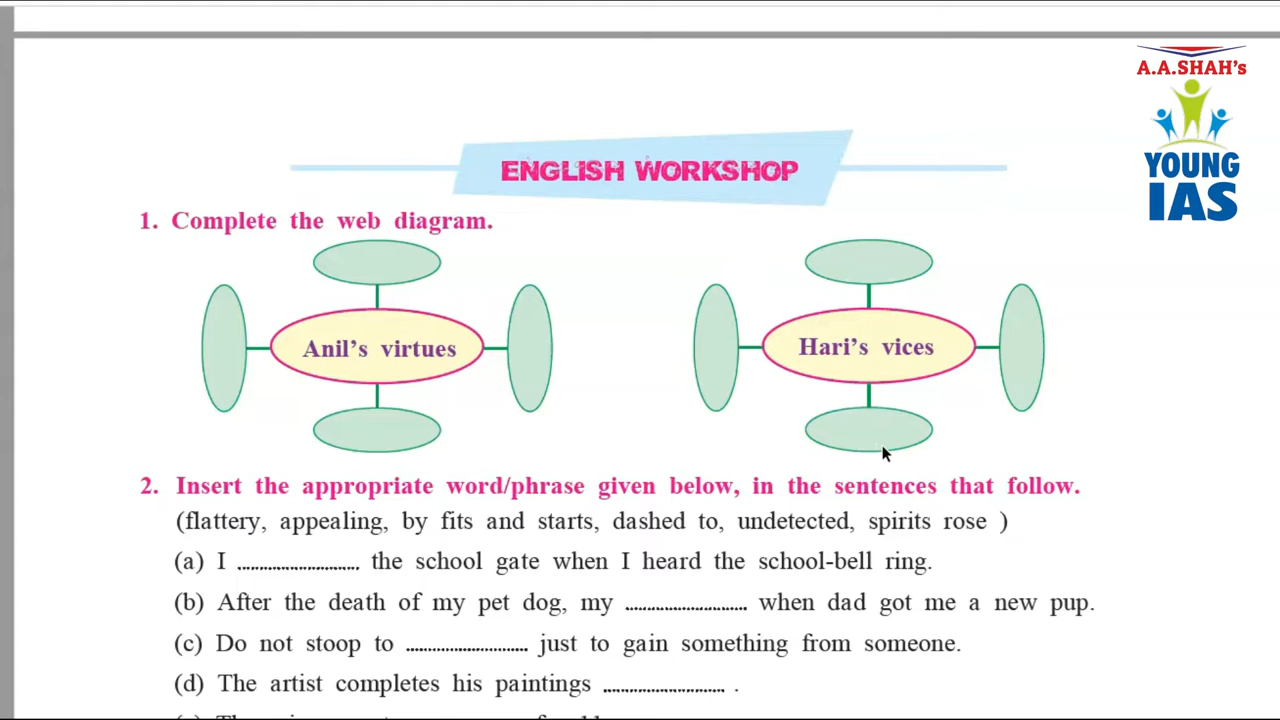 A.A.SHAH's
YOUNG
IAS
ENGLISH WORKSHOP
1. Complete the web diagram.
Anil's virtues
Hari's vices
2. Insert the appropriate word/phrase given below, in the sentences that follow.
(flattery, appealing, by fits and starts, dashed to, undetected, spirits rose )
(a) I ........................ the school gate when I heard the school-bell ring.
(b) After the death of my pet dog, my ........................ when dad got me a new pup.
(c) Do not stoop to ........................ just to gain something from someone.
(d) The artist completes his paintings ........................ .